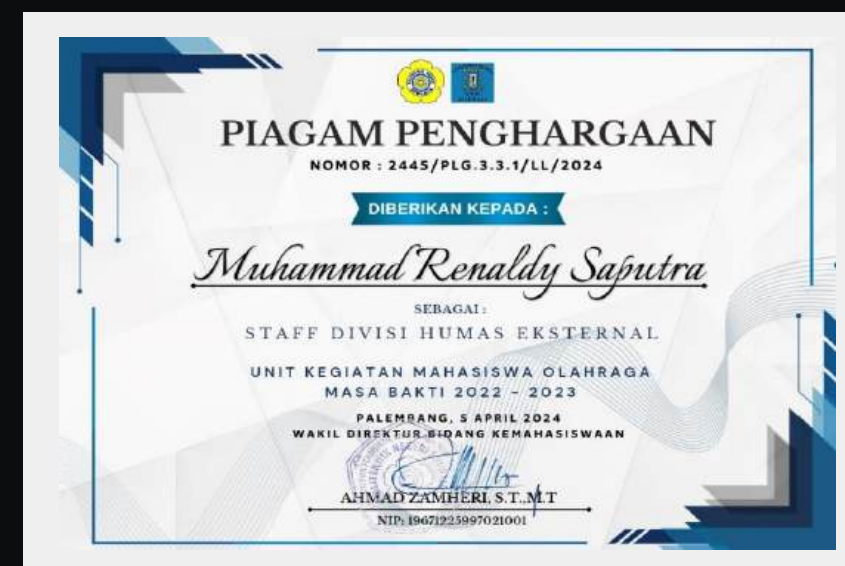 PIAGAM PENGHARGAAN
NOMOR : 2445/PLG.3.3.1/LL/2024
DIBERIKAN KEPADA :
Muhammad Renaldy Saputra
SEBAGAI :
STAFF DIVISI HUMAS EKSTERNAL
UNIT KEGIATAN MAHASISWA OLAHRAGA
MASA BAKTI 2022 - 2023
PALEMBANG, 5 APRIL 2024
WAKIL DIREKTUR BIDANG KEMAHASISWAAN
AHMAD ZAMHERI, S.T.,M.T
NIP: 196712251997021001